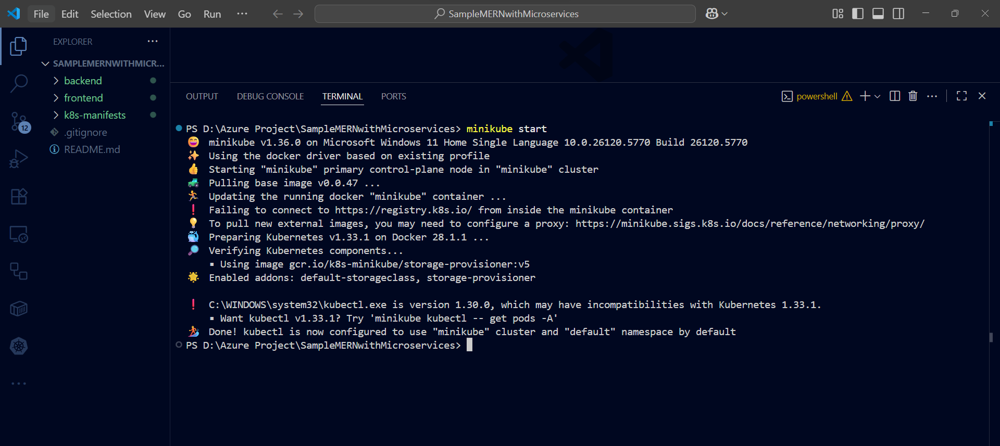 File Edit Selection View Go Run ···
SampleMERNwithMicroservices
EXPLORER
SAMPLEMERNWITHMICR...
backend
frontend
k8s-manifests
.gitignore
README.md
12
OUTPUT DEBUG CONSOLE TERMINAL PORTS
powershell
PS D:\Azure Project\SampleMERNwithMicroservices> minikube start
😄 minikube v1.36.0 on Microsoft Windows 11 Home Single Language 10.0.26120.5770 Build 26120.5770
✨ Using the docker driver based on existing profile
👍 Starting "minikube" primary control-plane node in "minikube" cluster
🚜 Pulling base image v0.0.47 ...
🏃 Updating the running docker "minikube" container ...
❗ Failing to connect to https://registry.k8s.io/ from inside the minikube container
💡 To pull new external images, you may need to configure a proxy: https://minikube.sigs.k8s.io/docs/reference/networking/proxy/
🐳 Preparing Kubernetes v1.33.1 on Docker 28.1.1 ...
🔎 Verifying Kubernetes components...
▪ Using image gcr.io/k8s-minikube/storage-provisioner:v5
🌟 Enabled addons: default-storageclass, storage-provisioner
❗ C:\WINDOWS\system32\kubectl.exe is version 1.30.0, which may have incompatibilities with Kubernetes 1.33.1.
▪ Want kubectl v1.33.1? Try 'minikube kubectl -- get pods -A'
🏄 Done! kubectl is now configured to use "minikube" cluster and "default" namespace by default
PS D:\Azure Project\SampleMERNwithMicroservices>